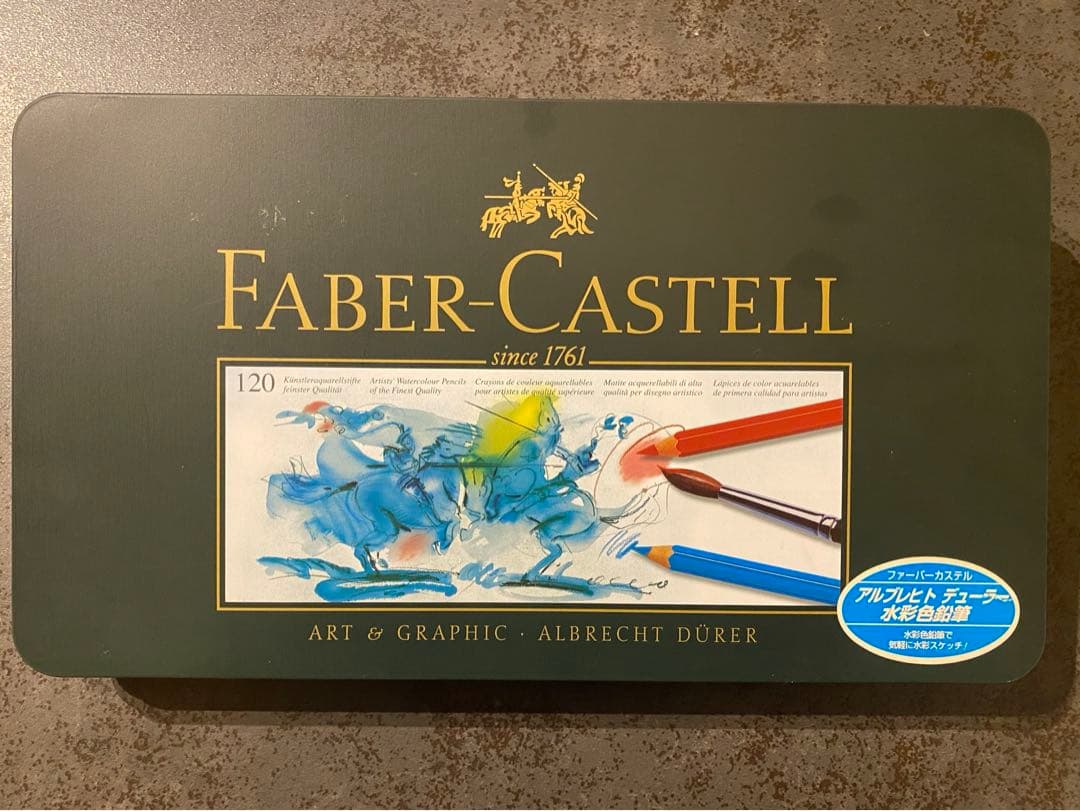 FABER-CASTELL
since 1761
120
Künstleraquarellstifte
feinster Qualität
Artists' Watercolour Pencils
of the Finest Quality
Crayons de couleur aquarellables
pour artistes de qualité supérieure
Matite acquerellabili di alta
qualità per disegno artistico
Lápices de color acuarelables
de primera calidad para artistas
ART & GRAPHIC · ALBRECHT DÜRER
ファーバーカステル
アルブレヒト デューラー
水彩色鉛筆
水彩色鉛筆で
気軽に水彩スケッチ!